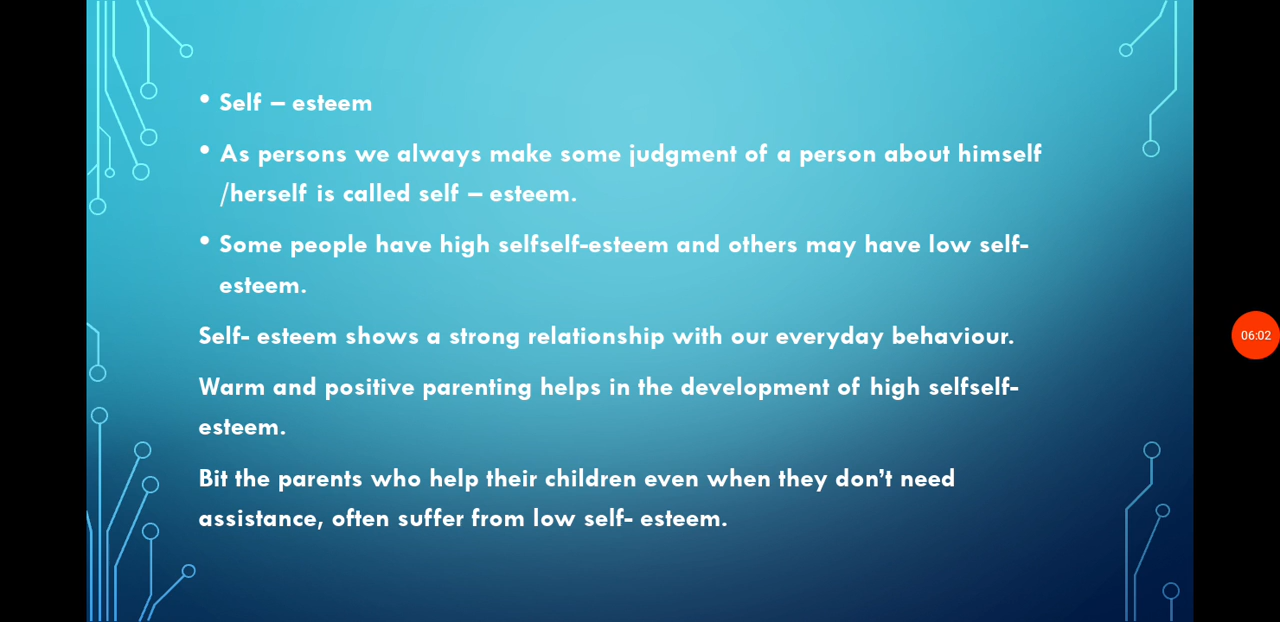 • Self – esteem
• As persons we always make some judgment of a person about himself
/herself is called self – esteem.
• Some people have high selfself-esteem and others may have low self-
esteem.
Self- esteem shows a strong relationship with our everyday behaviour.
Warm and positive parenting helps in the development of high selfself-
esteem.
Bit the parents who help their children even when they don’t need
assistance, often suffer from low self- esteem.
06:02